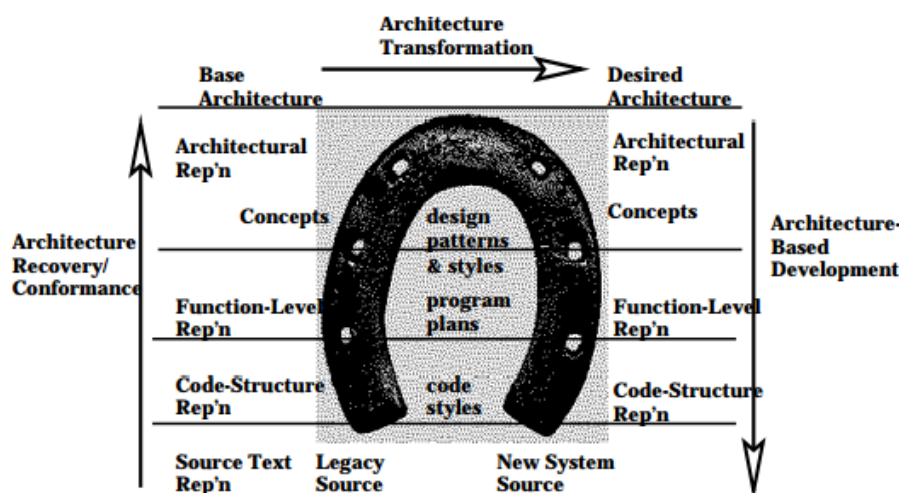 Architecture
Transformation
Base
Architecture
Desired
Architecture
Architectural
Rep'n
Architectural
Rep'n
Concepts
design
patterns
& styles
Concepts
Architecture
Recovery/
Conformance
Architecture-
Based
Development
Function-Level
Rep'n
program
plans
Function-Level
Rep'n
Code-Structure
Rep'n
code
styles
Code-Structure
Rep'n
Source Text
Rep'n
Legacy
Source
New System
Source